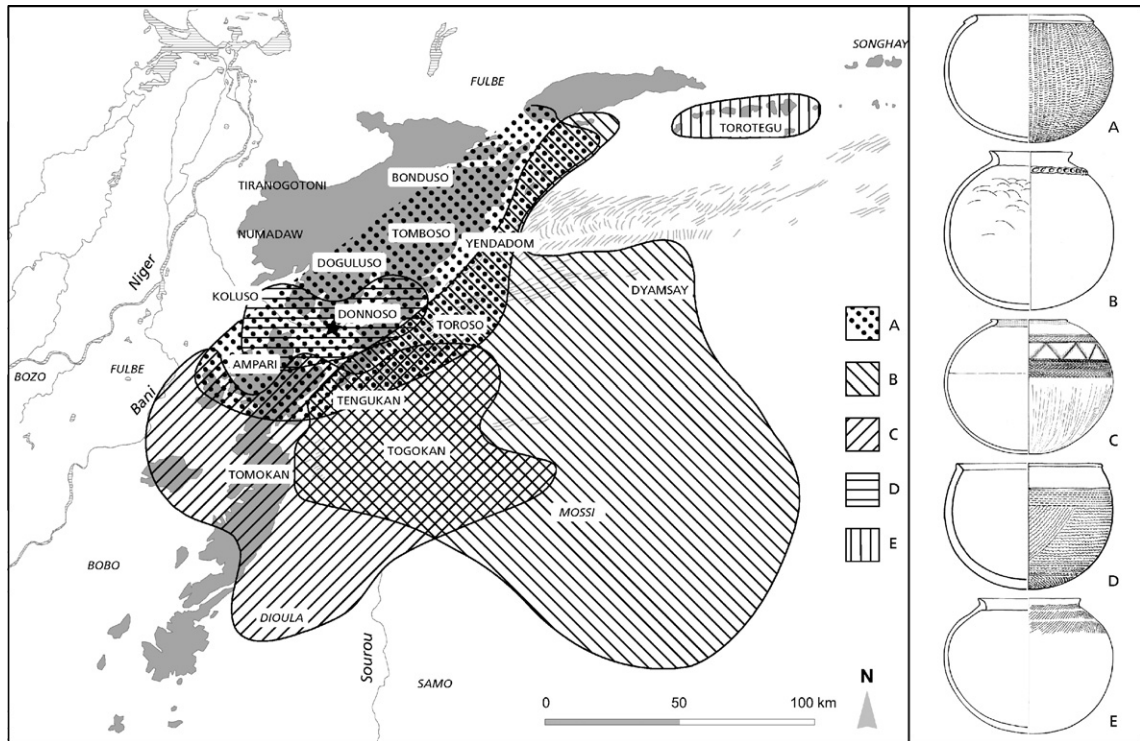 SONGHAY
FULBE
TOROTEGU
BONDUSO
TIRANOGOTONI
NUMADAW
TOMBOSO
YENDADOM
DOGULUSO
DYAMSAY
KOLUSO
DONNOSO
Niger
TOROSO
AMPARI
FULBE
BOZO
Bani
TENGUKAN
TOGOKAN
TOMOKAN
MOSSI
BOBO
DIOULA
Sourou
SAMO
0 50 100 km
N
A
B
C
D
E
A
B
C
D
E